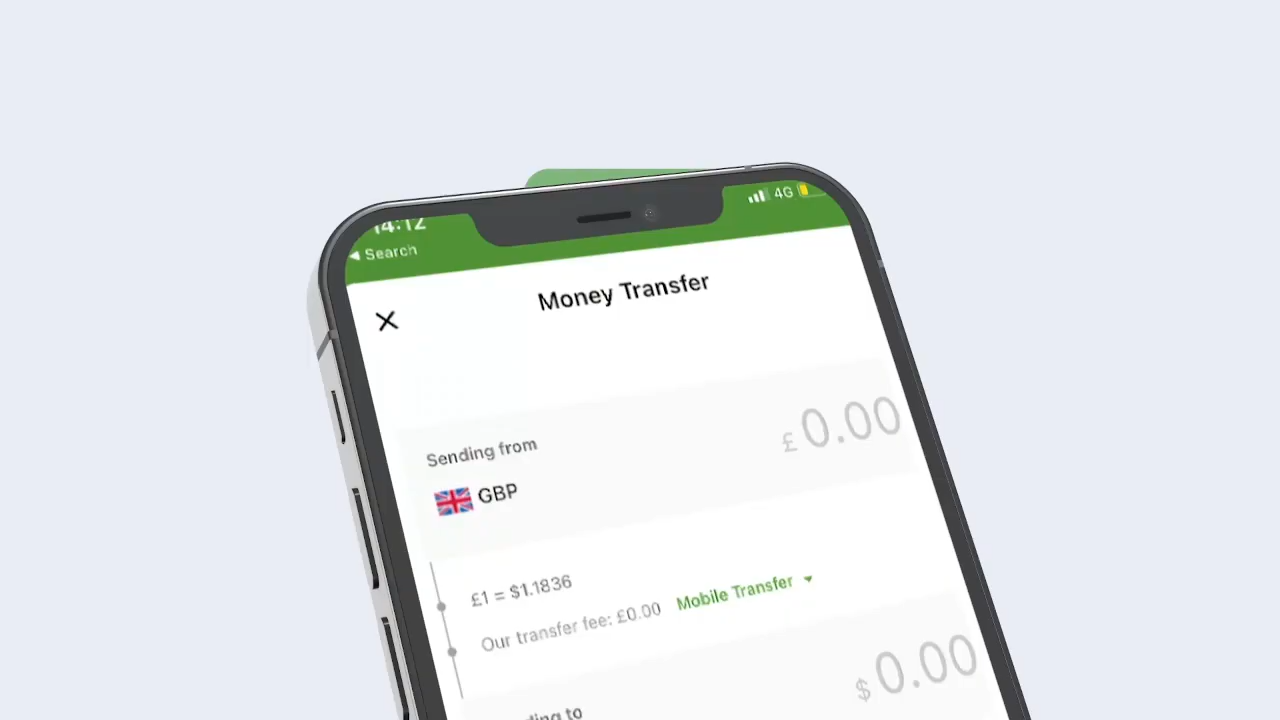 14:12
4G
◀ Search
Money Transfer
Sending from
£ 0.00
GBP
£1 = $1.1836
Our transfer fee: £0.00 Mobile Transfer
$ 0.00
to